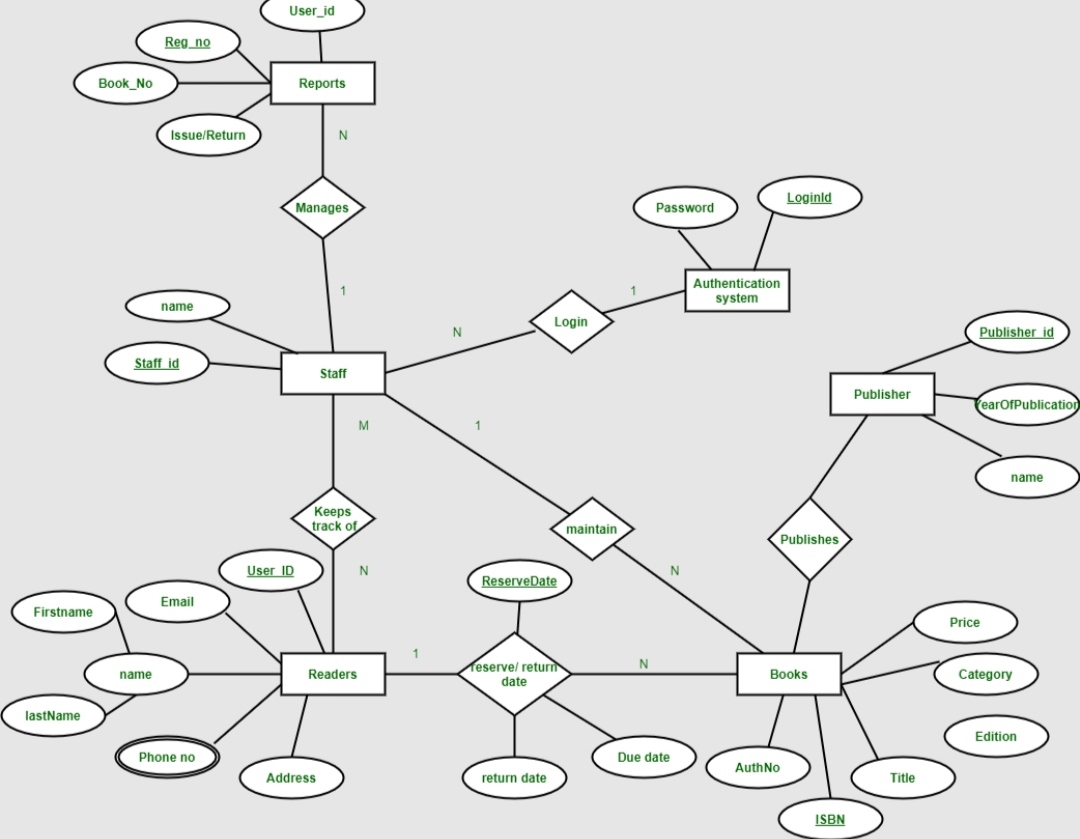 User_id
Reg_no
Book_No
Reports
Issue/Return
N
Manages
Password
LoginId
Authentication
system
1
1
Login
N
name
Staff_id
Staff
Publisher_id
Publisher
YearOfPublication
name
M
1
Keeps
track of
maintain
Publishes
N
N
User_ID
ReserveDate
Email
Firstname
name
lastName
Phone no
Address
Readers
1
reserve/ return
date
N
Books
Price
Category
Edition
return date
Due date
AuthNo
Title
ISBN